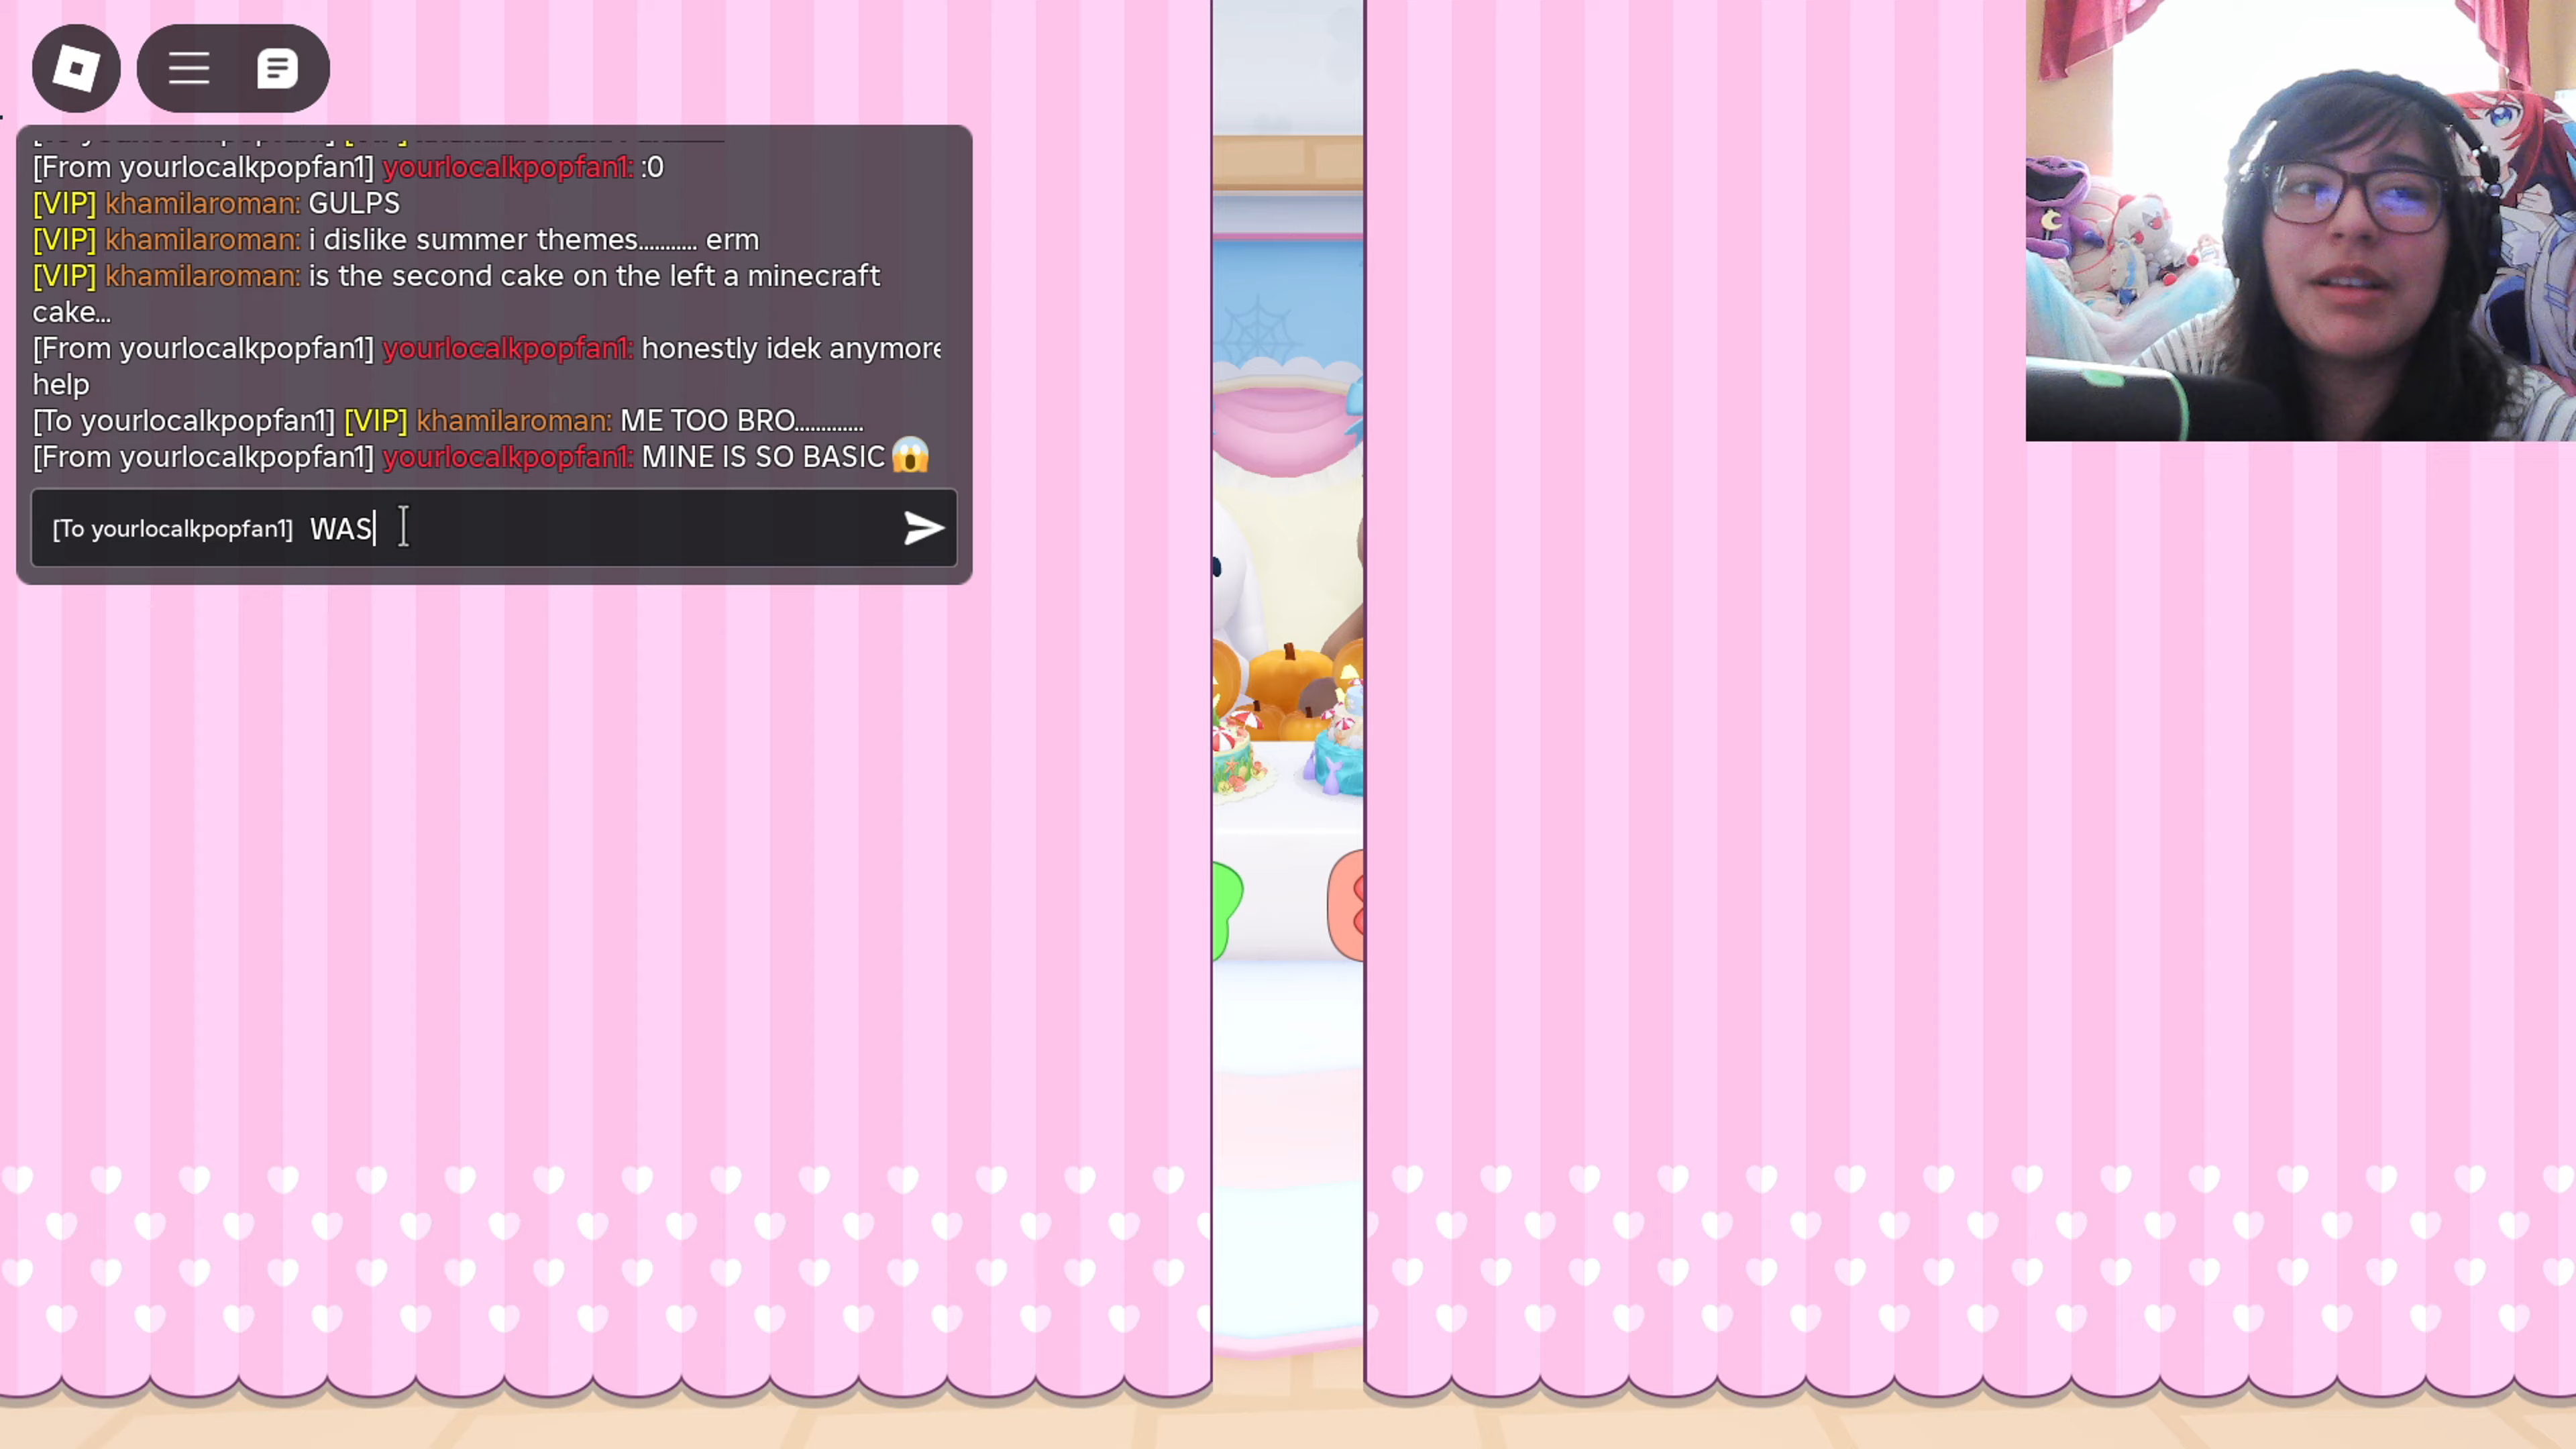 [From yourlocalkpopfan1] yourlocalkpopfan1: :0
[VIP] khamilaroman: GULPS
[VIP] khamilaroman: i dislike summer themes........... erm
[VIP] khamilaroman: is the second cake on the left a minecraft
cake...
[From yourlocalkpopfan1] yourlocalkpopfan1: honestly idek anymore
help
[To yourlocalkpopfan1] [VIP] khamilaroman: ME TOO BRO.............
[From yourlocalkpopfan1] yourlocalkpopfan1: MINE IS SO BASIC 😱
[To yourlocalkpopfan1] WAS